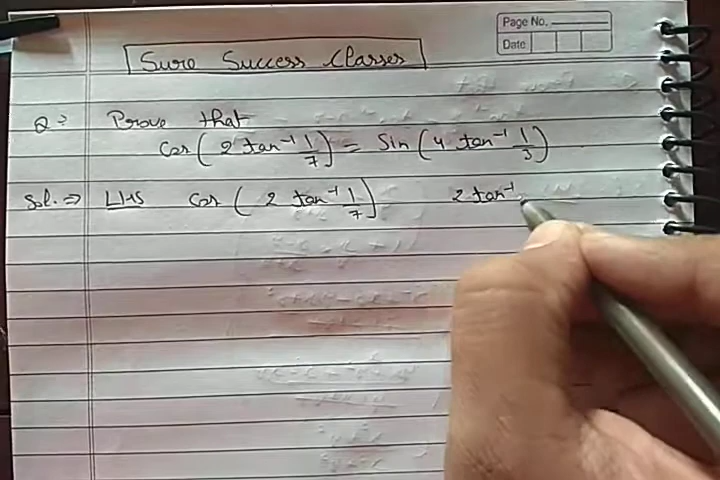 Page No.
Date
Sure Success Classes
Q⇒ Prove that
cos(2 tan⁻¹ 1/7) = Sin(4 tan⁻¹ 1/3)
Sol.⇒ LHS cos(2 tan⁻¹ 1/7) 2 tan⁻¹